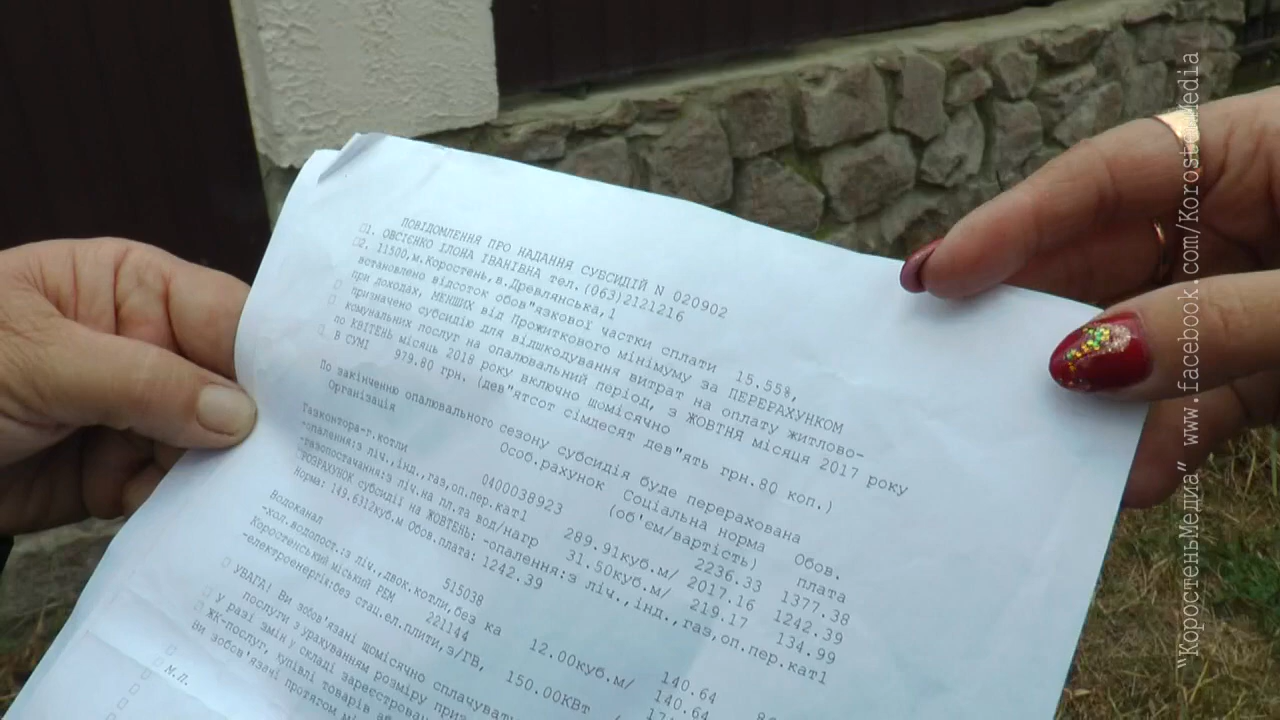 ПОВІДОМЛЕННЯ ПРО НАДАННЯ СУБСИДІЙ N 020902
1. ОВСІЄНКО ІЛОНА ІВАНІВНА тел.(063)2121216
2. 11500,м.Коростень,в.Древлянська,1
встановлено відсоток обов"язкової частки сплати 15.55%,
при доходах, МЕНШИХ від Прожиткового мінімуму за ПЕРЕРАХУНКОМ
призначено субсидію для відшкодування витрат на оплату житлово-
комунальних послуг на опалювальний період, з ЖОВТНЯ місяця 2017 року
по КВІТЕНЬ місяць 2018 року включно шомісячно
В СУМІ 979.80 грн. (дев"ятсот сімдесят дев"ять грн.80 коп.)
По закінченню опалювального сезону субсидія буде перерахована
Організація Особ.рахунок Соціальна норма Обов.
(об'єм/вартість) плата
Газконтора-г.котли 0400038923 2236.33 1377.38
-опалення:з ліч.,інд.,газ,оп.пер.кат1 289.91куб.м/ 2017.16 1242.39
-газопостачання:з ліч.на пл.та вод/нагр 31.50куб.м/ 219.17 134.99
РОЗРАХУНОК субсидії на ЖОВТЕНЬ: -опалення:з ліч.,інд.,газ,оп.пер.кат1
Норма: 149.6312куб.м Обов.плата: 1242.39
Водоканал 515038 140.64
-хол.водопост.:з ліч.,двок.котли,без ка 12.00куб.м/ 140.64
Коростенський міський РЕМ 221144
-електроенергія:без стац.ел.плити,з/ГВ, 150.00КВт /
УВАГА! Ви зобов'язані щомісячно сплачувать
послуги з урахуванням розміру приз
У разі змін у складі зареєстрован
ЖК-послуг, купівлі товарів аб
Ви зобов'язані протягом м
М.П.
"КоростеньМедиа" www.facebook.com/KorostenMedia